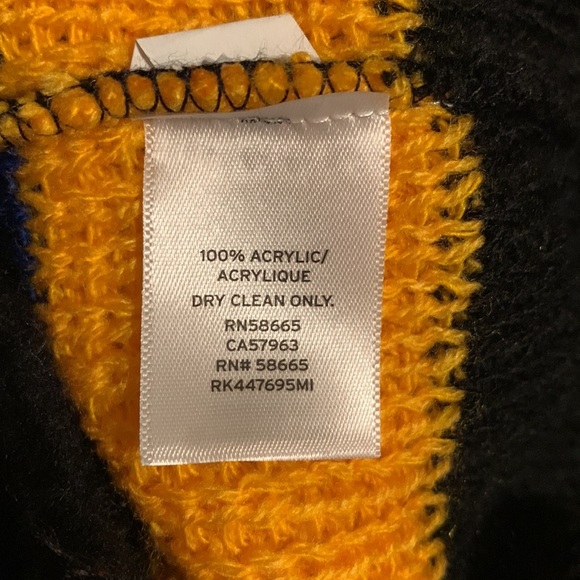 100% ACRYLIC/
ACRYLIQUE
DRY CLEAN ONLY.
RN58665
CA57963
RN# 58665
RK447695MI